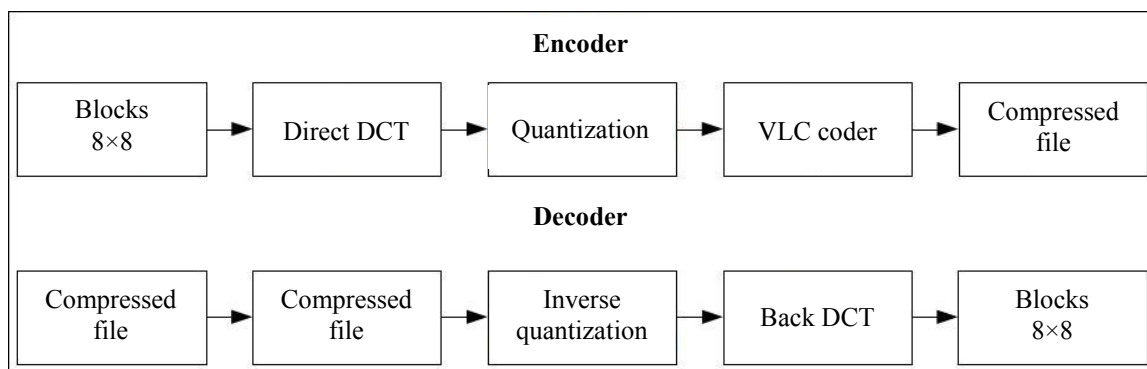 Encoder
Blocks
8×8
Direct DCT
Quantization
VLC coder
Compressed
file
Decoder
Compressed
file
Compressed
file
Inverse
quantization
Back DCT
Blocks
8×8